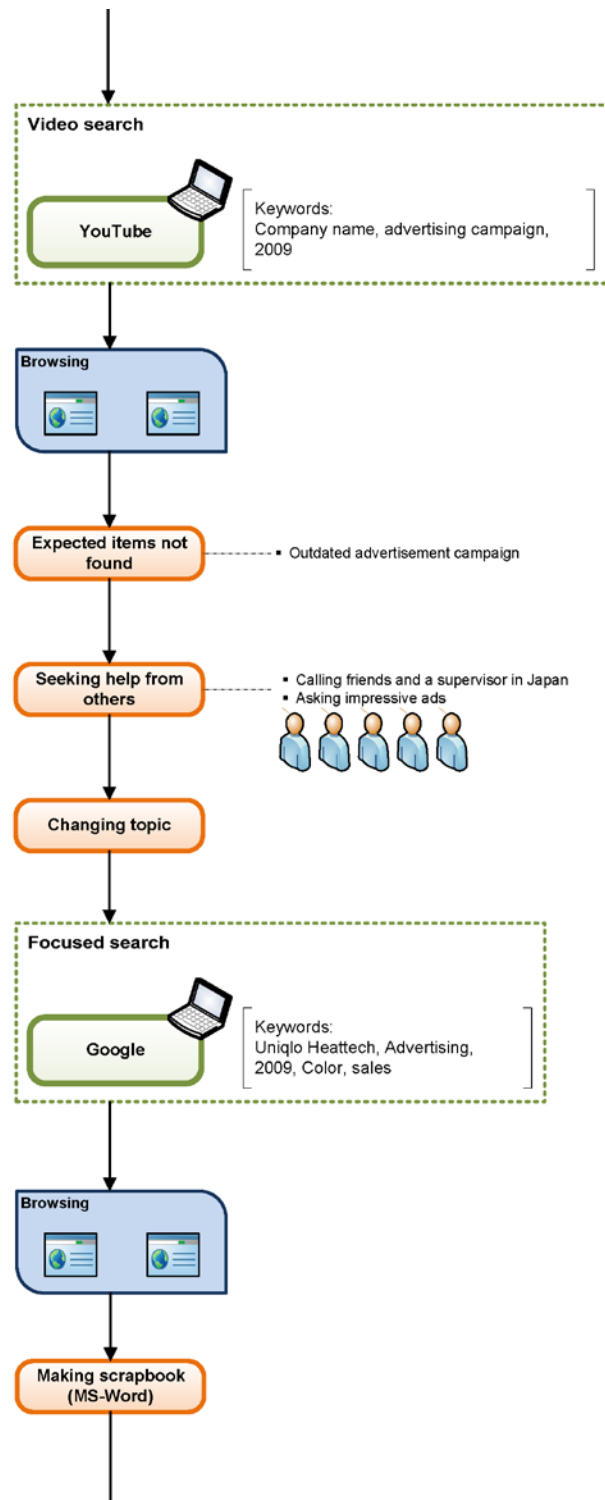 Video search
YouTube
Keywords:
Company name, advertising campaign,
2009
Browsing
Expected items not
found
▪ Outdated advertisement campaign
Seeking help from
others
▪ Calling friends and a supervisor in Japan
▪ Asking impressive ads
Changing topic
Focused search
Google
Keywords:
Uniqlo Heattech, Advertising,
2009, Color, sales
Browsing
Making scrapbook
(MS-Word)